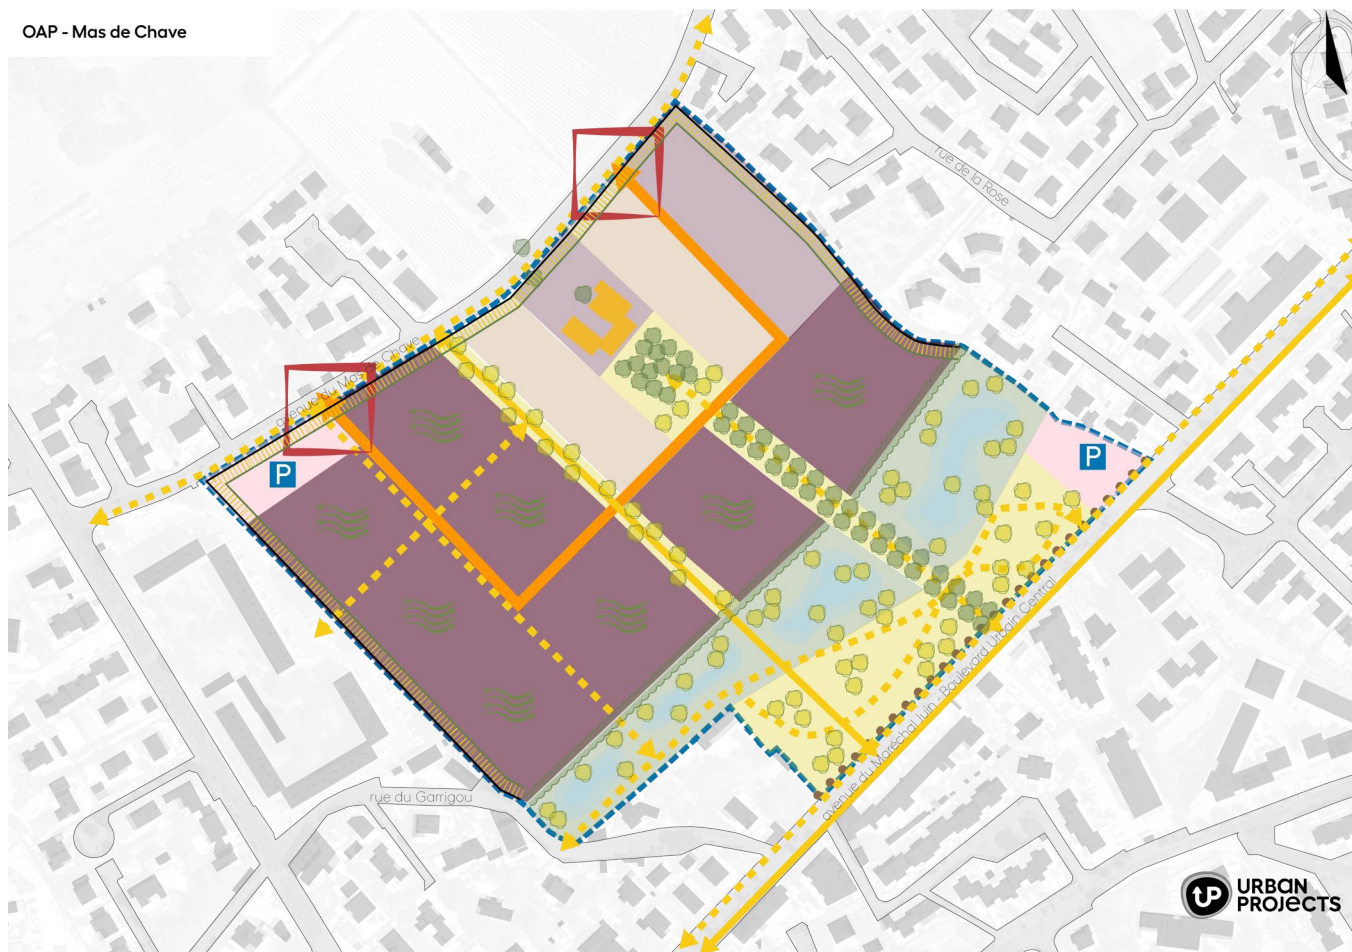 OAP - Mas de Chave
rue de la Rose
avenue du Mas de Chave
P
P
avenue du Maréchal Juin - Boulevard Urbain Central
rue du Garrigou
UP
URBAN
PROJECTS